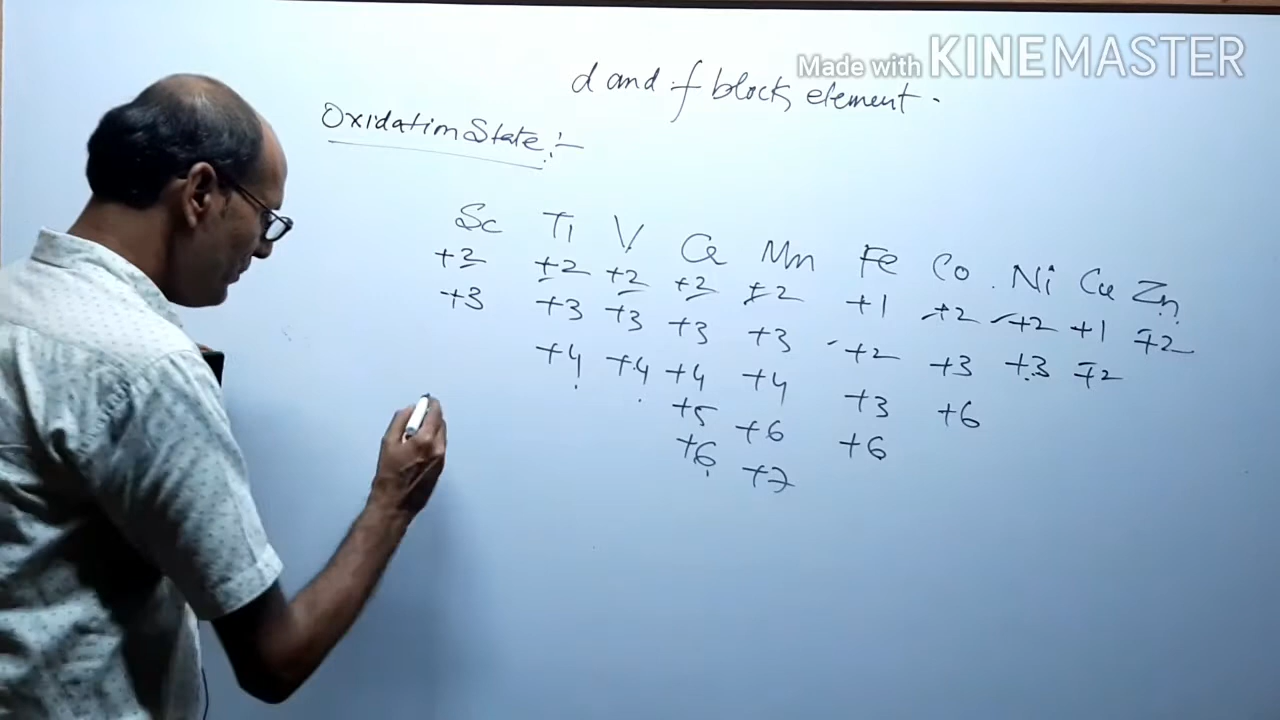 Made with KINEMASTER
d and f block element.
Oxidation State :-
Sc Ti V Cr Mn Fe Co Ni Cu Zn
+2 +2 +2 +2 +2 +1 +2 +2 +1 +2
+3 +3 +3 +3 +3 +2 +3 +3 +2
+4 +4 +4 +4 +3 +6
+5 +6 +6
+6 +7